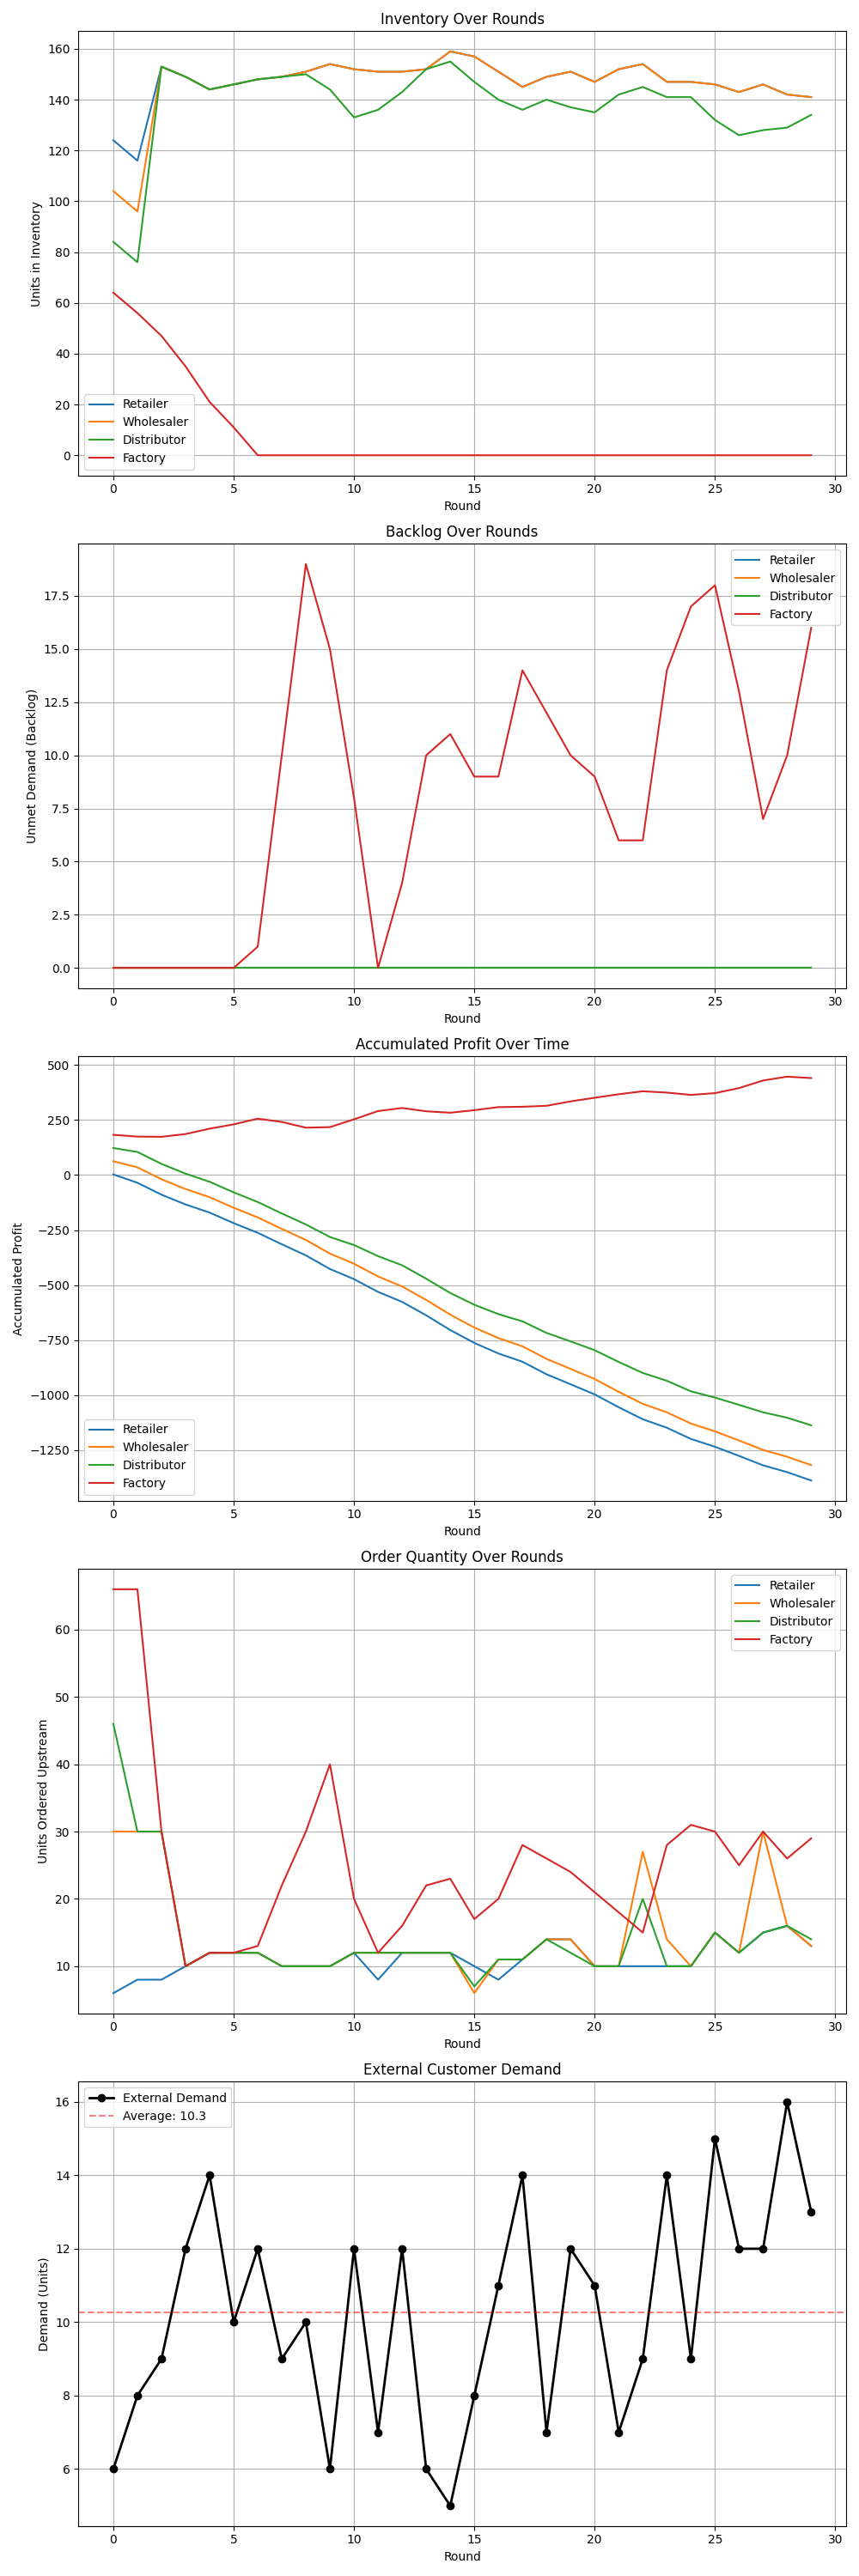 Inventory Over Rounds
160
140
120
100
80
60
40
20
0
Units in Inventory
Retailer
Wholesaler
Distributor
Factory
0 5 10 15 20 25 30
Round
Backlog Over Rounds
17.5
15.0
12.5
10.0
7.5
5.0
2.5
0.0
Unmet Demand (Backlog)
Retailer
Wholesaler
Distributor
Factory
0 5 10 15 20 25 30
Round
Accumulated Profit Over Time
500
250
0
−250
−500
−750
−1000
−1250
Accumulated Profit
Retailer
Wholesaler
Distributor
Factory
0 5 10 15 20 25 30
Round
Order Quantity Over Rounds
60
50
40
30
20
10
Units Ordered Upstream
Retailer
Wholesaler
Distributor
Factory
0 5 10 15 20 25 30
Round
External Customer Demand
16
14
12
10
8
6
Demand (Units)
External Demand
Average: 10.3
0 5 10 15 20 25 30
Round